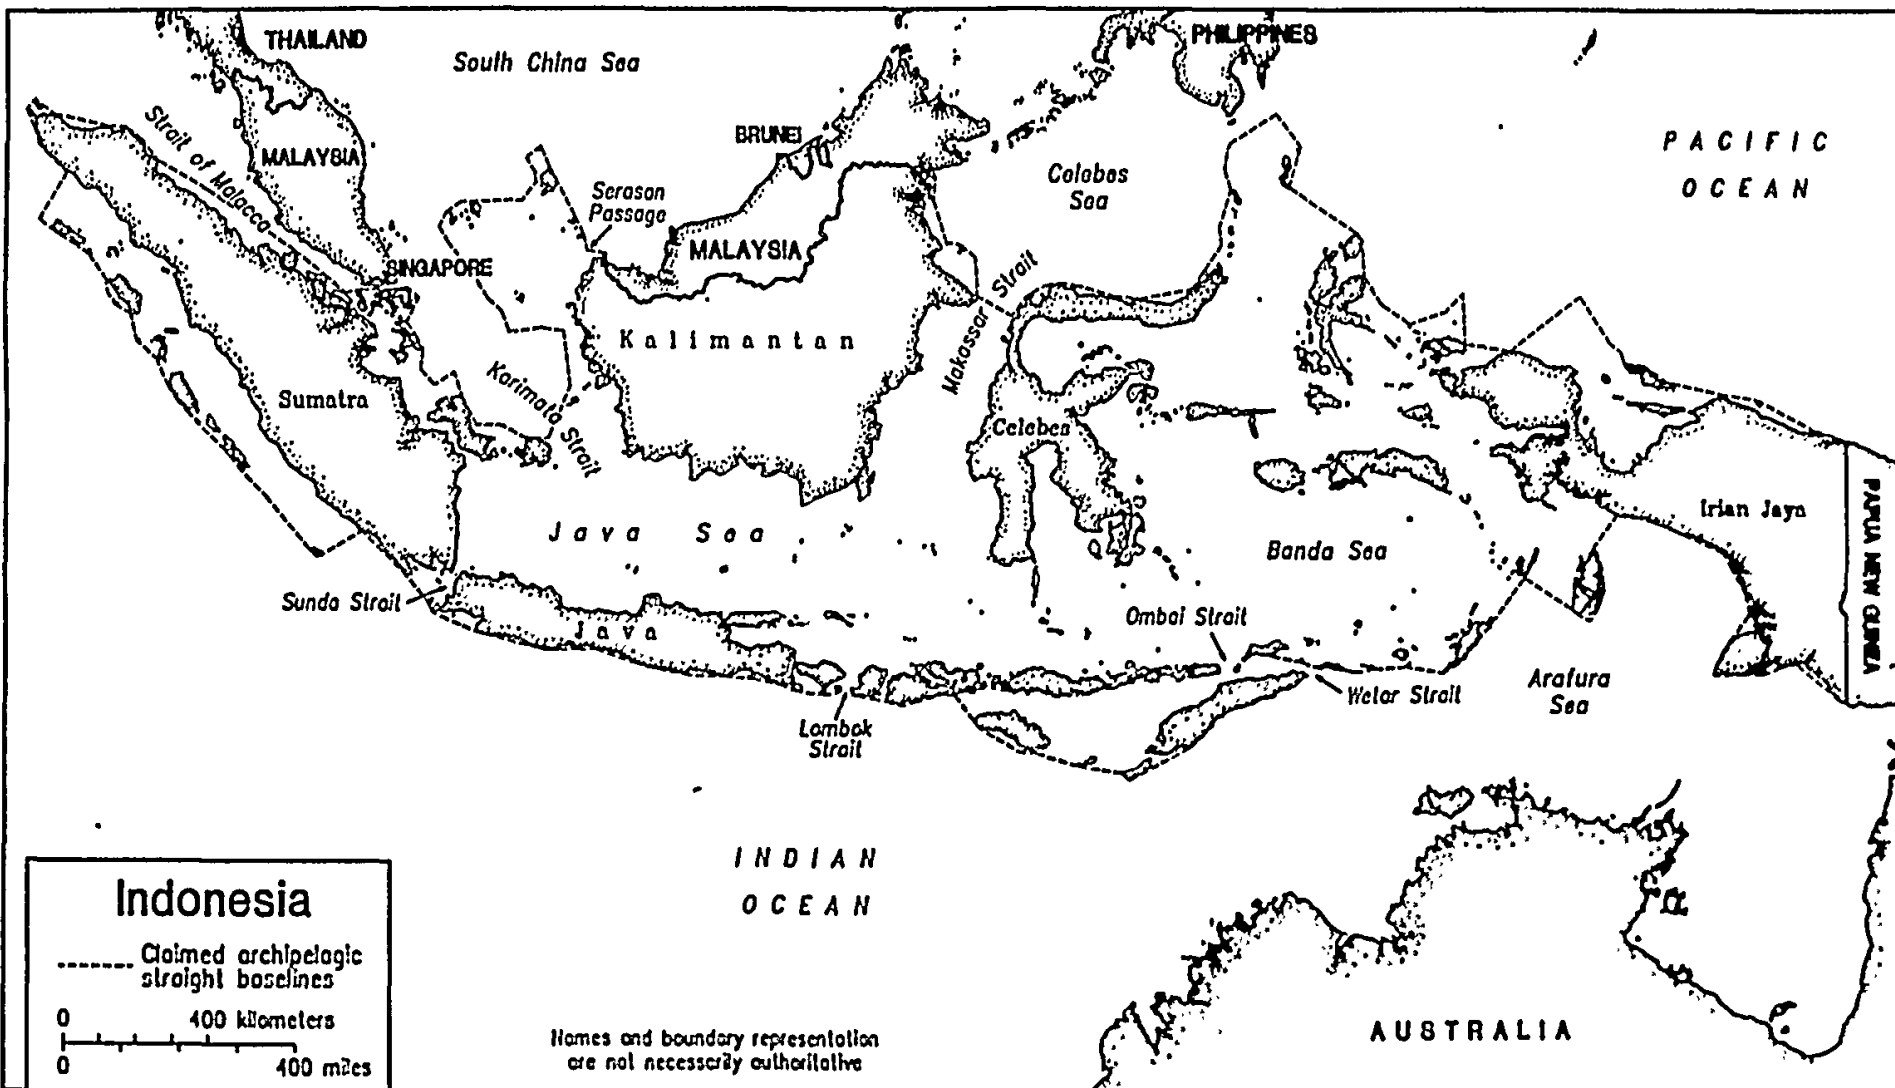 THAILAND
South China Sea
PHILIPPINES
PACIFIC
OCEAN
Strait of Malacca
MALAYSIA
BRUNEI
Celebes
Sea
Serasan
Passage
MALAYSIA
SINGAPORE
Makassar Strait
Kalimantan
Karimata Strait
Sumatra
Celebes
Irian Jaya
PAPUA NEW GUINEA
Java Sea
Banda Sea
Sunda Strait
Java
Ombai Strait
Wetar Strait
Arafura
Sea
Lombok
Strait
INDIAN
OCEAN
Indonesia
Claimed archipelagic
straight baselines
0 400 kilometers
0 400 miles
Names and boundary representation
are not necessarily authoritative
AUSTRALIA